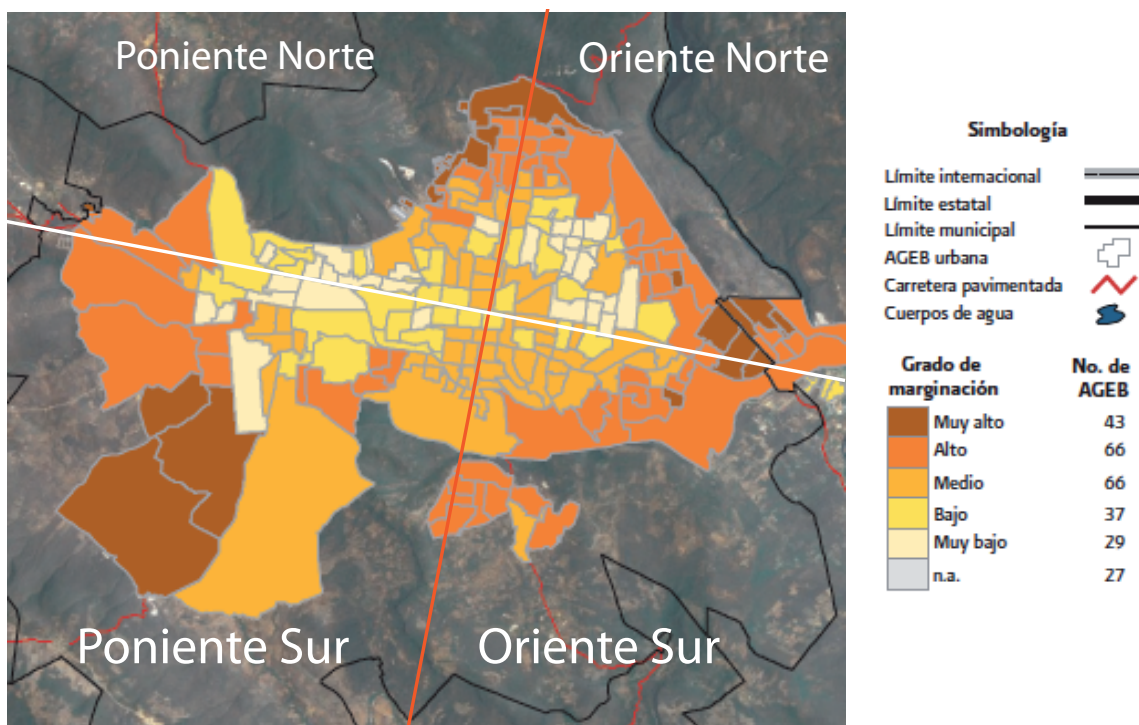 Poniente Norte
Oriente Norte
Poniente Sur
Oriente Sur
Simbología
Límite internacional
Límite estatal
Límite municipal
AGEB urbana
Carretera pavimentada
Cuerpos de agua
Grado de
marginación
No. de
AGEB
Muy alto 43
Alto 66
Medio 66
Bajo 37
Muy bajo 29
n.a. 27